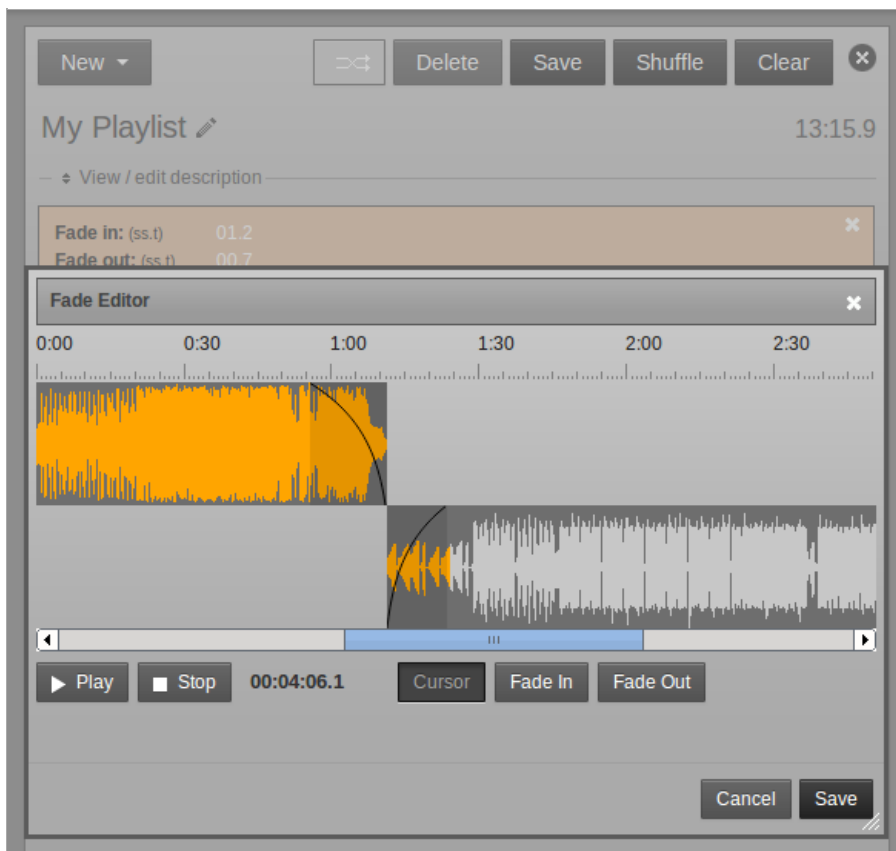 New Delete Save Shuffle Clear
My Playlist 13:15.9
View / edit description
Fade in: (ss.t) 01.2
Fade out: (ss.t) 00.7
Fade Editor
0:00 0:30 1:00 1:30 2:00 2:30
Play Stop 00:04:06.1 Cursor Fade In Fade Out
Cancel Save